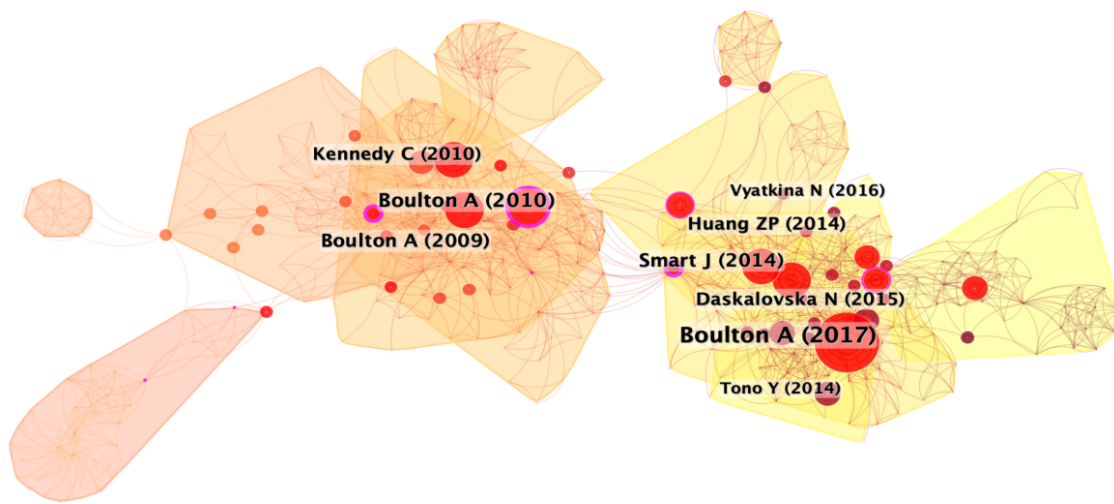 Kennedy C (2010)
Boulton A (2010)
Boulton A (2009)
Vyatkina N (2016)
Huang ZP (2014)
Smart J (2014)
Daskalovska N (2015)
Boulton A (2017)
Tono Y (2014)